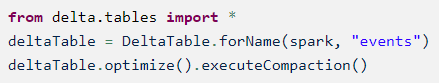 from delta.tables import *
deltaTable = DeltaTable.forName(spark, "events")
deltaTable.optimize().executeCompaction()